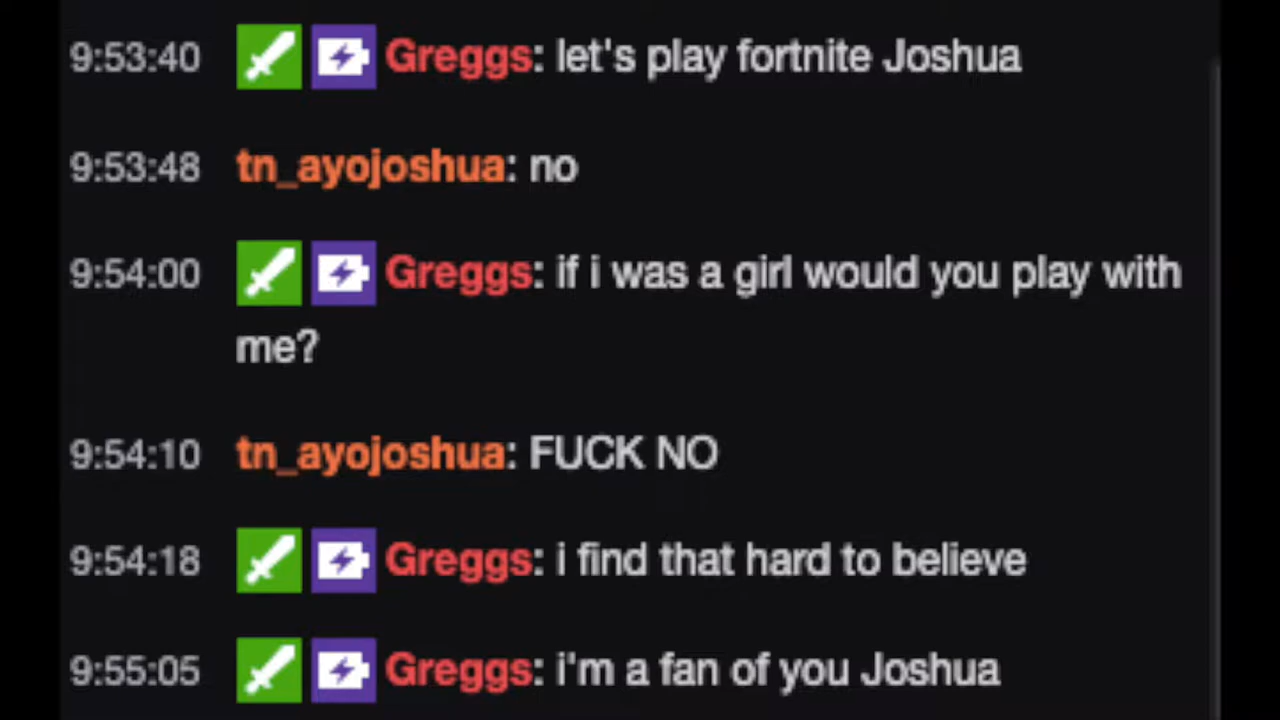 9:53:40 Greggs: let's play fortnite Joshua
9:53:48 tn_ayojoshua: no
9:54:00 Greggs: if i was a girl would you play with
me?
9:54:10 tn_ayojoshua: FUCK NO
9:54:18 Greggs: i find that hard to believe
9:55:05 Greggs: i'm a fan of you Joshua